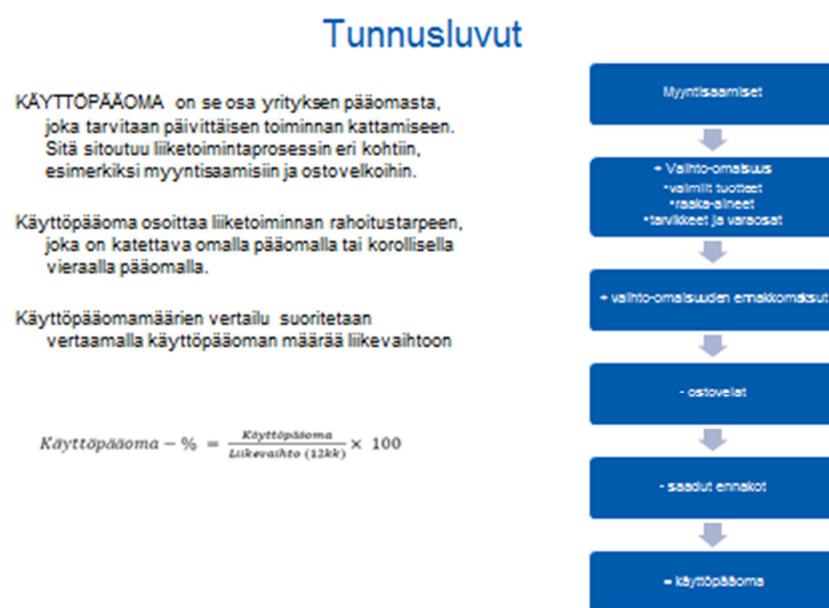 Tunnusluvut
KÄYTTÖPÄÄOMA on se osa yrityksen pääomasta,
joka tarvitaan päivittäisen toiminnan kattamiseen.
Sitä sitoutuu liiketoimintaprosessin eri kohtiin,
esimerkiksi myyntisaamisiin ja ostovelkoihin.
Käyttöpääoma osoittaa liiketoiminnan rahoitustarpeen,
joka on katettava omalla pääomalla tai korollisella
vieraalla pääomalla.
Käyttöpääomamäärien vertailu suoritetaan
vertaamalla käyttöpääoman määrää liikevaihtoon
Käyttöpääoma – % = Käyttöpääoma / Liikevaihto (12kk) × 100
Myyntisaamiset
+ Vaihto-omaisuus
•valmiit tuotteet
•raaka-aineet
•tarvikkeet ja varaosat
+ vaihto-omaisuuden ennakkomaksut
- ostovelat
- saadut ennakot
= käyttöpääoma